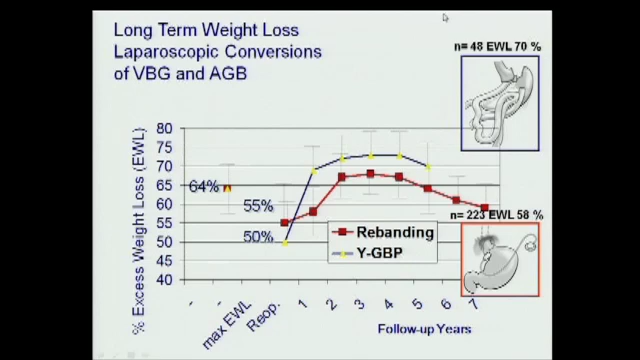 Long Term Weight Loss
Laparoscopic Conversions
of VBG and AGB
n= 48 EWL 70 %
% Excess Weight Loss (EWL)
80
75
70
65
60
55
50
45
40
64%
55%
50%
Rebanding
Y-GBP
n= 223 EWL 58 %
- - max EWL Reop. 1 2 3 4 5 6 7
Follow-up Years